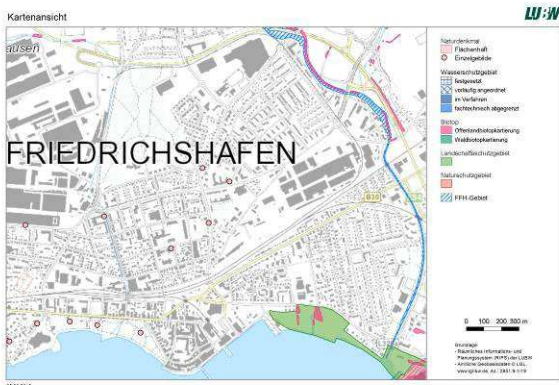 Kartenansicht
LUBW
ausen
FRIEDRICHSHAFEN
B30
Naturdenkmal
Flächenhaft
Einzelgebilde
Wasserschutzgebiet
festgesetzt
vorläufig angeordnet
im Verfahren
fachtechnisch abgegrenzt
Biotop
Offenlandbiotopkartierung
Waldbiotopkartierung
Landschaftsschutzgebiet
Naturschutzgebiet
FFH-Gebiet
0 100 200 300 m
Grundlage
- Räumliches Informations- und
Planungssystem (RIPS) der LUBW
- Amtliche Geobasisdaten © LGL,